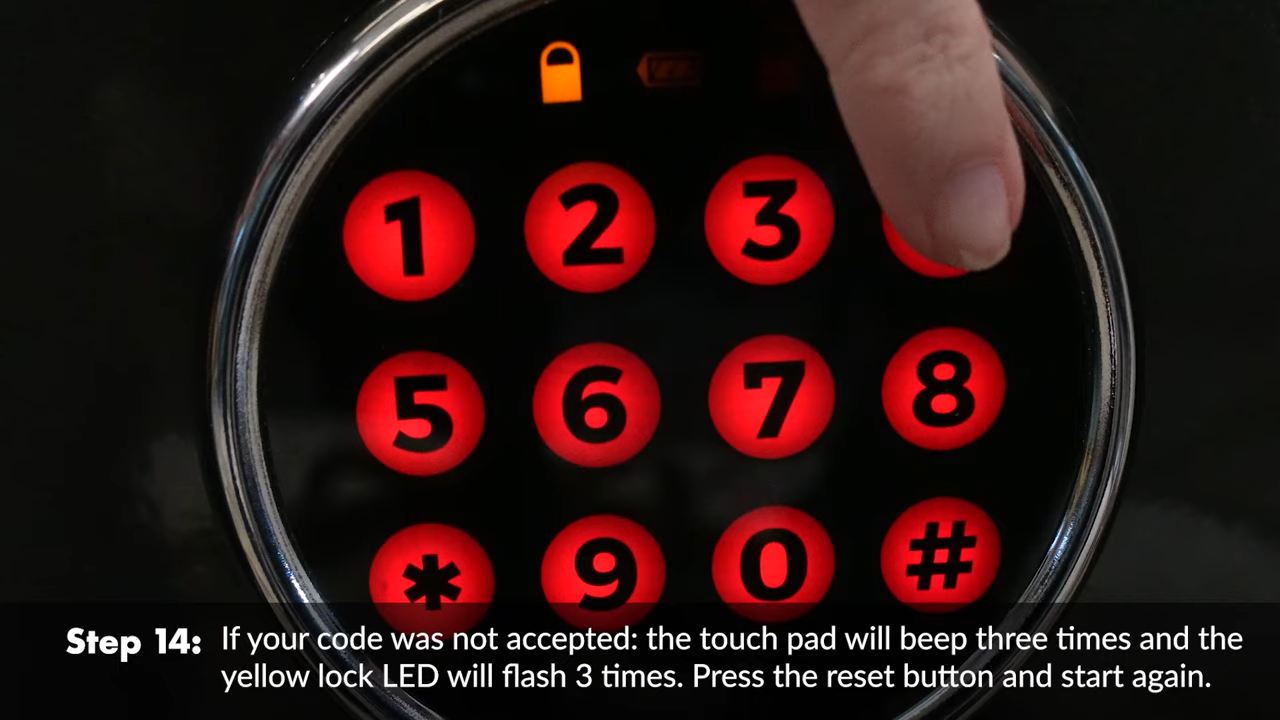 1 2 3
5 6 7 8
* 9 0 #
Step 14: If your code was not accepted: the touch pad will beep three times and the
yellow lock LED will flash 3 times. Press the reset button and start again.